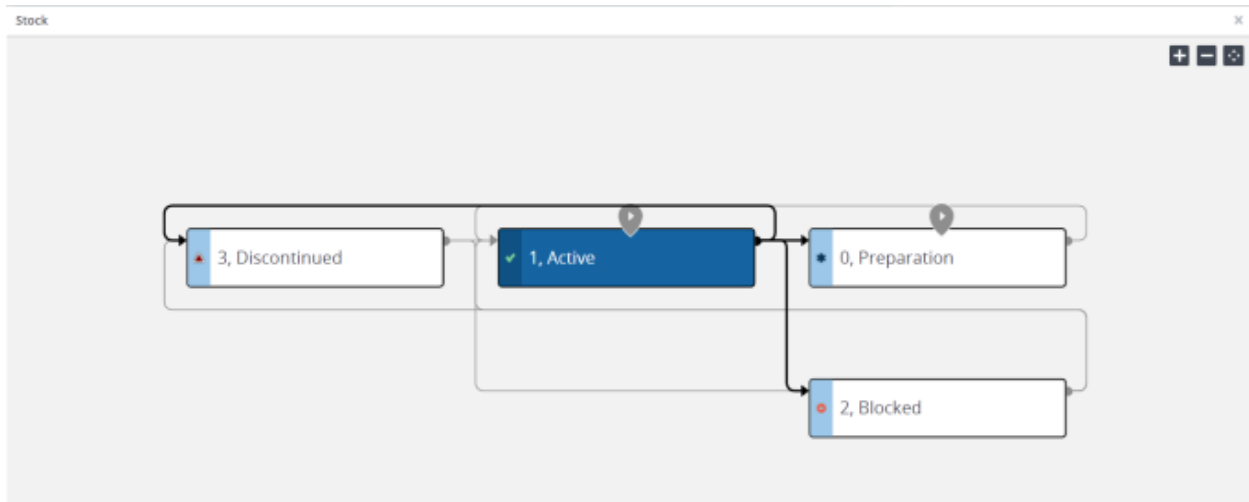 Stock
3, Discontinued
1, Active
0, Preparation
2, Blocked